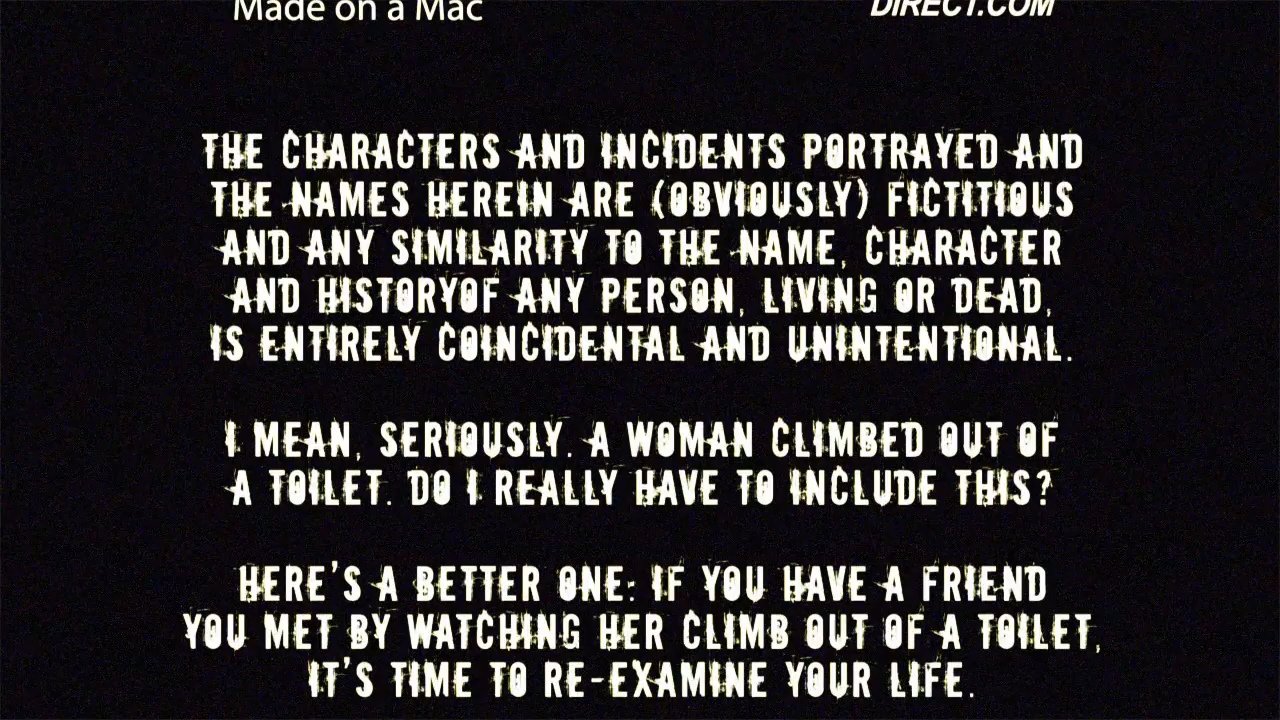 Made on a Mac
DIRECT.COM
THE CHARACTERS AND INCIDENTS PORTRAYED AND
THE NAMES HEREIN ARE (OBVIOUSLY) FICTITIOUS
AND ANY SIMILARITY TO THE NAME, CHARACTER
AND HISTORYOF ANY PERSON, LIVING OR DEAD,
IS ENTIRELY COINCIDENTAL AND UNINTENTIONAL.
I MEAN, SERIOUSLY. A WOMAN CLIMBED OUT OF
A TOILET. DO I REALLY HAVE TO INCLUDE THIS?
HERE'S A BETTER ONE: IF YOU HAVE A FRIEND
YOU MET BY WATCHING HER CLIMB OUT OF A TOILET,
IT'S TIME TO RE-EXAMINE YOUR LIFE.